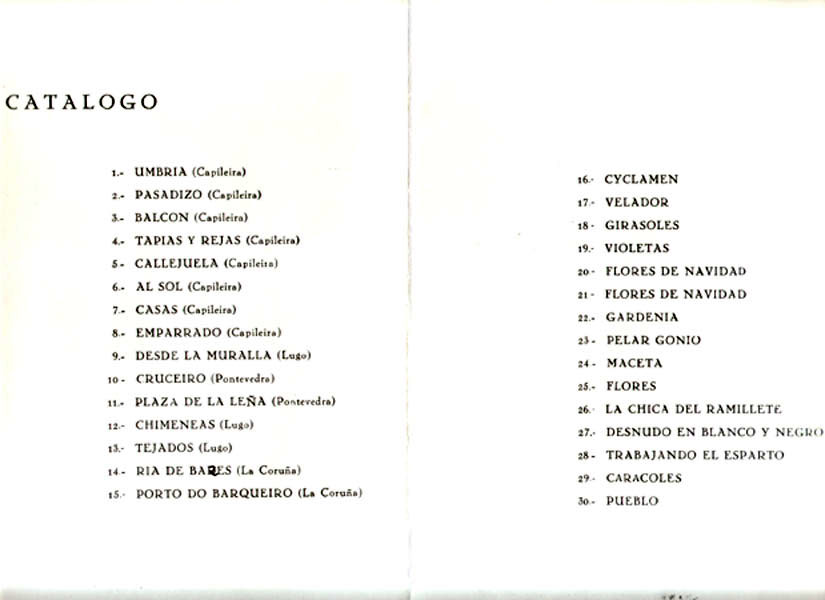 CATALOGO
1.- UMBRIA (Capileira)
2.- PASADIZO (Capileira)
3.- BALCON (Capileira)
4.- TAPIAS Y REJAS (Capileira)
5.- CALLEJUELA (Capileira)
6.- AL SOL (Capileira)
7.- CASAS (Capileira)
8.- EMPARRADO (Capileira)
9.- DESDE LA MURALLA (Lugo)
10.- CRUCEIRO (Pontevedra)
11.- PLAZA DE LA LEÑA (Pontevedra)
12.- CHIMENEAS (Lugo)
13.- TEJADOS (Lugo)
14.- RIA DE BARES (La Coruña)
15.- PORTO DO BARQUEIRO (La Coruña)
16.- CYCLAMEN
17.- VELADOR
18- GIRASOLES
19.- VIOLETAS
20- FLORES DE NAVIDAD
21- FLORES DE NAVIDAD
22.- GARDENIA
23- PELAR GONIO
24- MACETA
25.- FLORES
26.- LA CHICA DEL RAMILLETE
27.- DESNUDO EN BLANCO Y NEGRO
28- TRABAJANDO EL ESPARTO
29.- CARACOLES
30.- PUEBLO